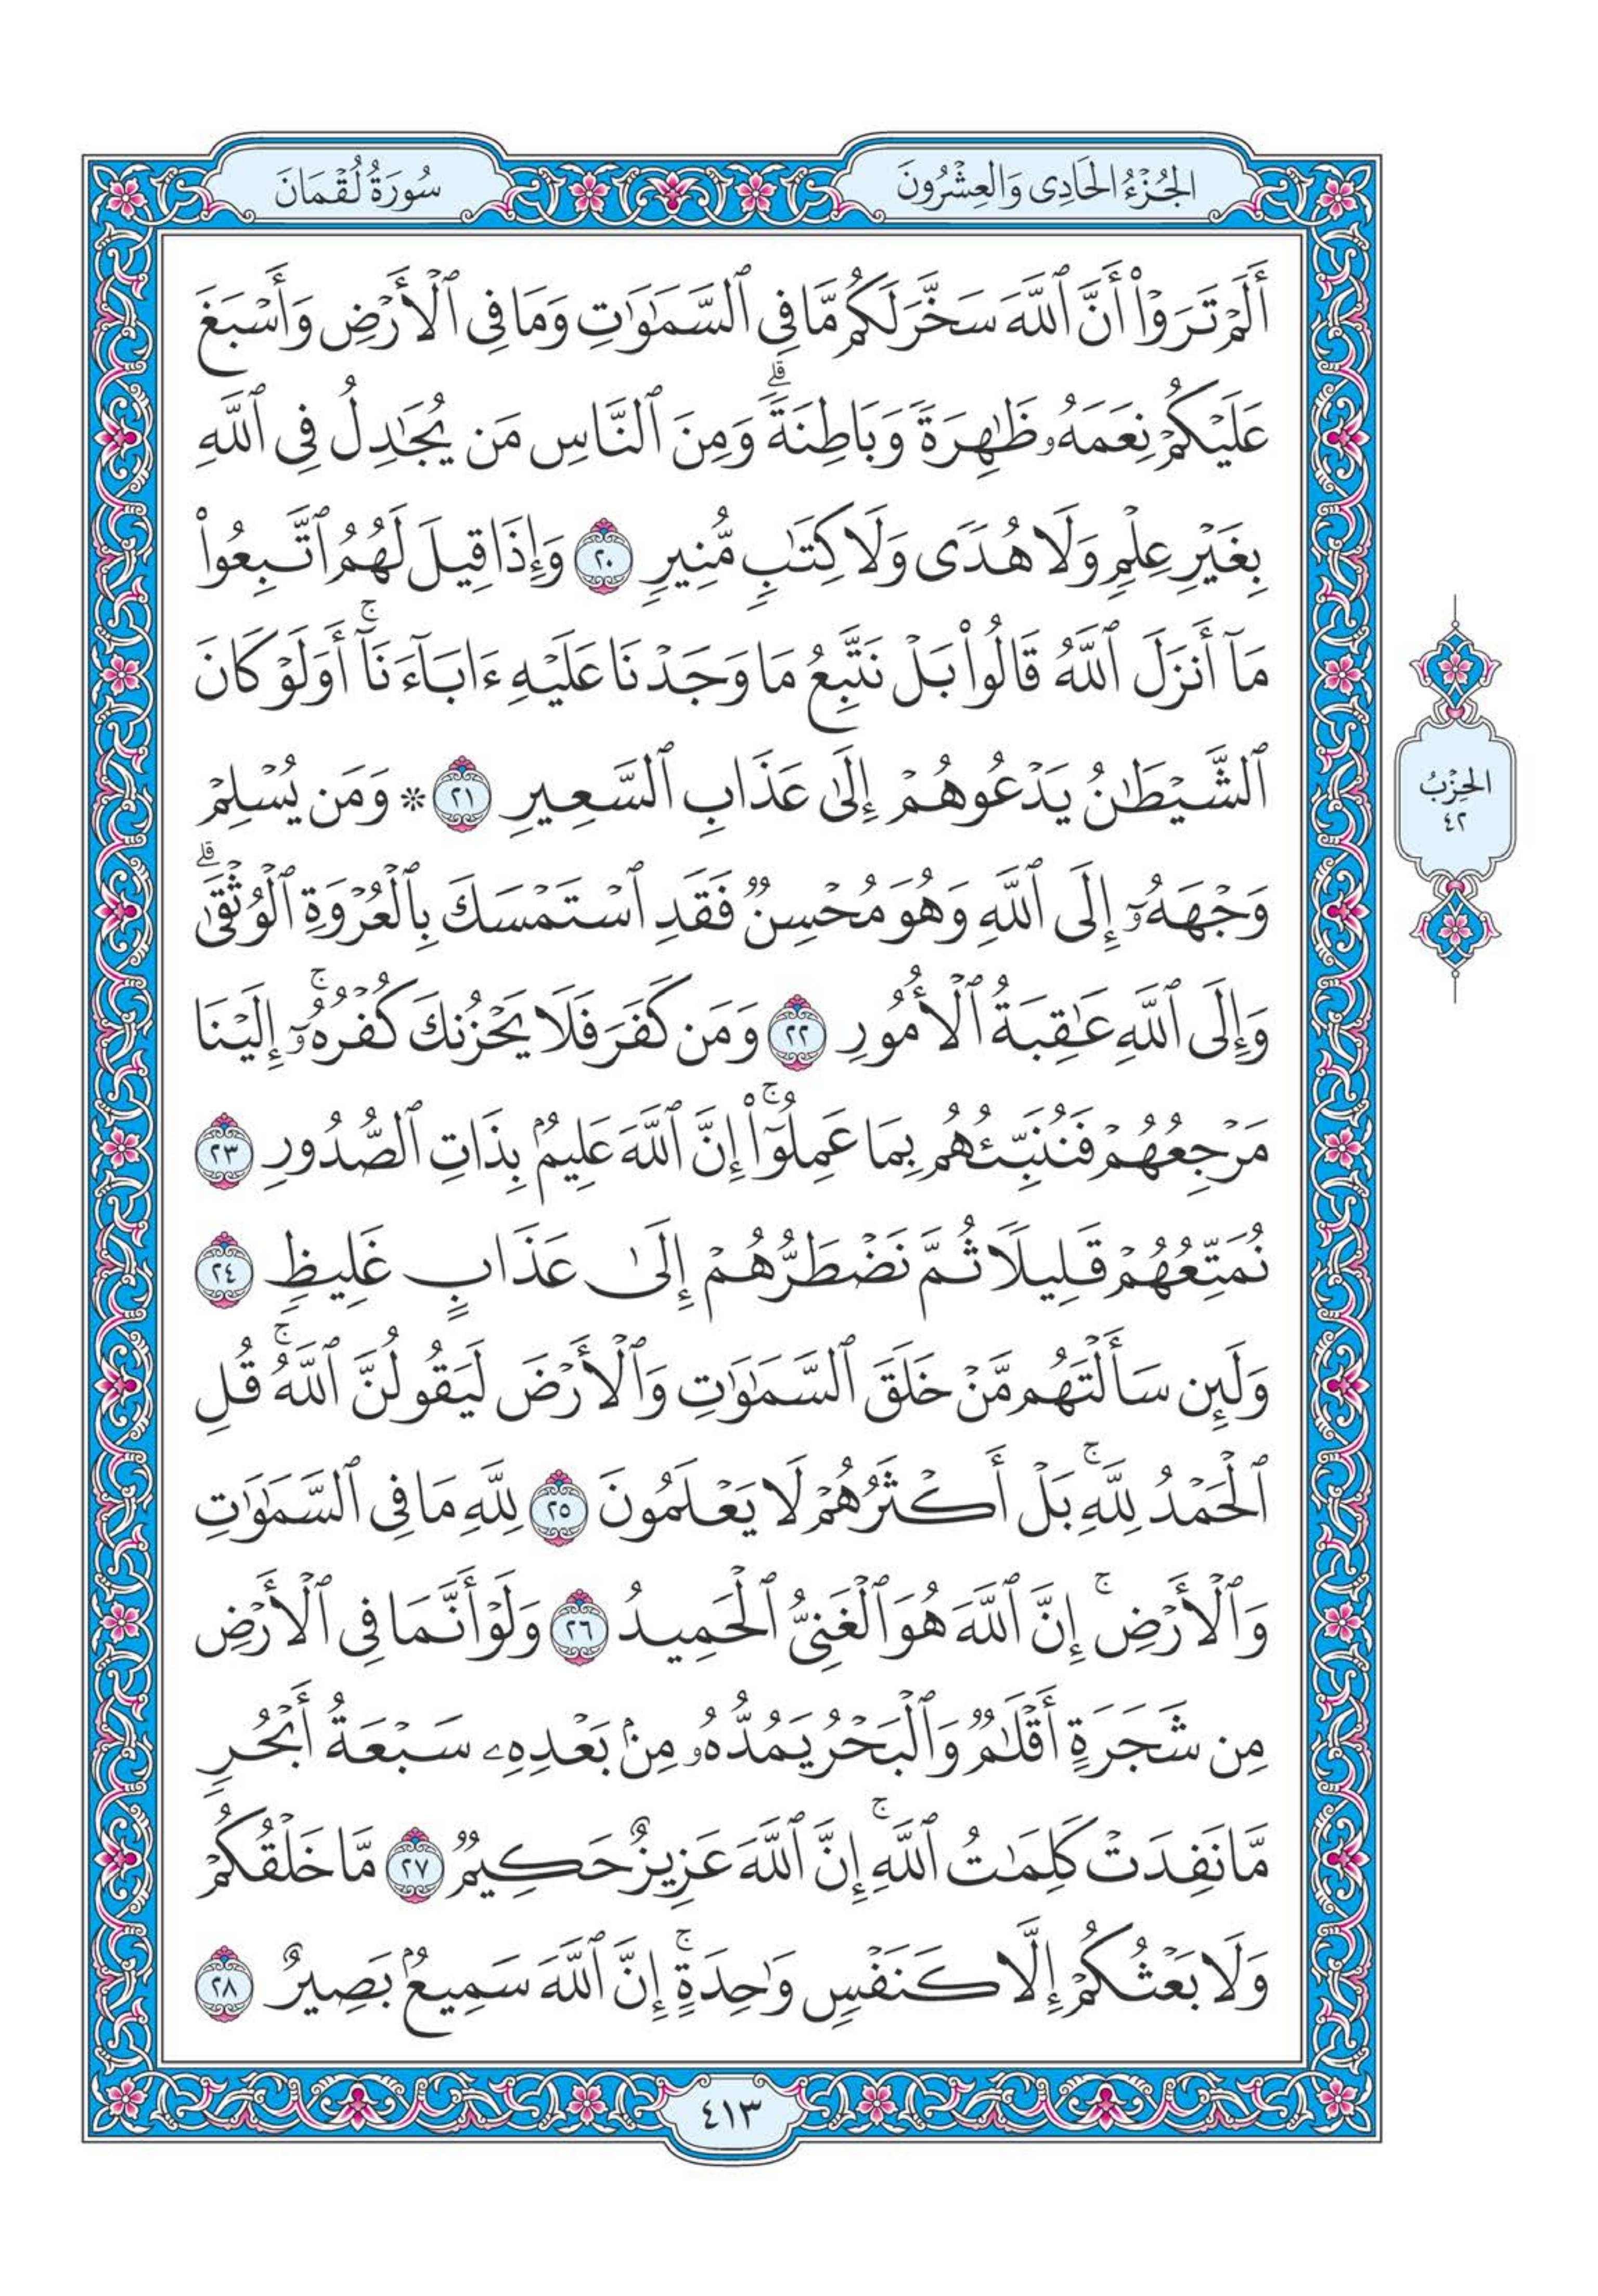 الجُزْءُ الحَادِى وَالعِشْرُونَ
سُورَةُ لُقْمَانَ
أَلَمْ تَرَوْا۟ أَنَّ ٱللَّهَ سَخَّرَ لَكُم مَّا فِى ٱلسَّمَـٰوَٰتِ وَمَا فِى ٱلْأَرْضِ وَأَسْبَغَ
عَلَيْكُمْ نِعَمَهُۥ ظَـٰهِرَةً وَبَاطِنَةً ۗ وَمِنَ ٱلنَّاسِ مَن يُجَـٰدِلُ فِى ٱللَّهِ
بِغَيْرِ عِلْمٍ وَلَا هُدًى وَلَا كِتَـٰبٍ مُّنِيرٍ ٢٠ وَإِذَا قِيلَ لَهُمُ ٱتَّبِعُوا۟
مَآ أَنزَلَ ٱللَّهُ قَالُوا۟ بَلْ نَتَّبِعُ مَا وَجَدْنَا عَلَيْهِ ءَابَآءَنَآ ۚ أَوَلَوْ كَانَ
ٱلشَّيْطَـٰنُ يَدْعُوهُمْ إِلَىٰ عَذَابِ ٱلسَّعِيرِ ٢١ * وَمَن يُسْلِمْ
وَجْهَهُۥٓ إِلَى ٱللَّهِ وَهُوَ مُحْسِنٌ فَقَدِ ٱسْتَمْسَكَ بِٱلْعُرْوَةِ ٱلْوُثْقَىٰ ۗ
وَإِلَى ٱللَّهِ عَـٰقِبَةُ ٱلْأُمُورِ ٢٢ وَمَن كَفَرَ فَلَا يَحْزُنكَ كُفْرُهُۥٓ ۚ إِلَيْنَا
مَرْجِعُهُمْ فَنُنَبِّئُهُم بِمَا عَمِلُوٓا۟ ۚ إِنَّ ٱللَّهَ عَلِيمٌۢ بِذَاتِ ٱلصُّدُورِ ٢٣
نُمَتِّعُهُمْ قَلِيلًا ثُمَّ نَضْطَرُّهُمْ إِلَىٰ عَذَابٍ غَلِيظٍ ٢٤
وَلَئِن سَأَلْتَهُم مَّنْ خَلَقَ ٱلسَّمَـٰوَٰتِ وَٱلْأَرْضَ لَيَقُولُنَّ ٱللَّهُ ۚ قُلِ
ٱلْحَمْدُ لِلَّهِ ۚ بَلْ أَكْثَرُهُمْ لَا يَعْلَمُونَ ٢٥ لِلَّهِ مَا فِى ٱلسَّمَـٰوَٰتِ
وَٱلْأَرْضِ ۚ إِنَّ ٱللَّهَ هُوَ ٱلْغَنِىُّ ٱلْحَمِيدُ ٢٦ وَلَوْ أَنَّمَا فِى ٱلْأَرْضِ
مِن شَجَرَةٍ أَقْلَـٰمٌ وَٱلْبَحْرُ يَمُدُّهُۥ مِنۢ بَعْدِهِۦ سَبْعَةُ أَبْحُرٍ
مَّا نَفِدَتْ كَلِمَـٰتُ ٱللَّهِ ۚ إِنَّ ٱللَّهَ عَزِيزٌ حَكِيمٌ ٢٧ مَّا خَلْقُكُمْ
وَلَا بَعْثُكُمْ إِلَّا كَنَفْسٍ وَٰحِدَةٍ ۚ إِنَّ ٱللَّهَ سَمِيعٌۢ بَصِيرٌ ٢٨
الحِزْبُ
٤٢
٤١٣